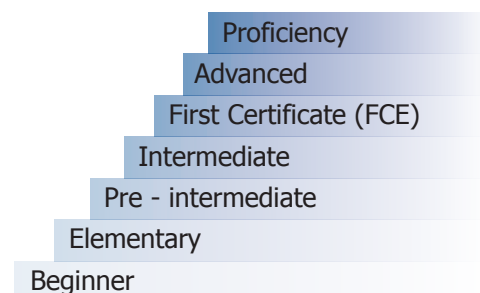 Proficiency
Advanced
First Certificate (FCE)
Intermediate
Pre - intermediate
Elementary
Beginner